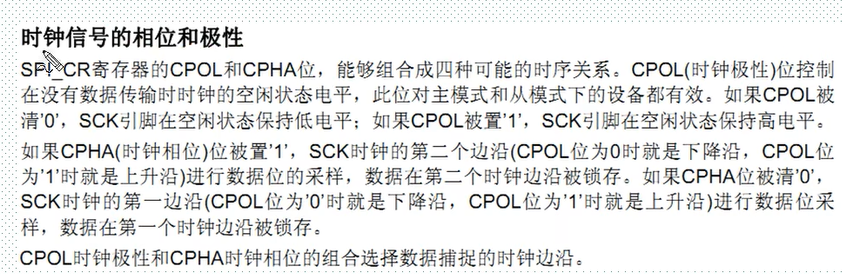 时钟信号的相位和极性
SPI_CR寄存器的CPOL和CPHA位，能够组合成四种可能的时序关系。CPOL(时钟极性)位控制
在没有数据传输时时钟的空闲状态电平，此位对主模式和从模式下的设备都有效。如果CPOL被
清'0'，SCK引脚在空闲状态保持低电平；如果CPOL被置'1'，SCK引脚在空闲状态保持高电平。
如果CPHA(时钟相位)位被置'1'，SCK时钟的第二个边沿(CPOL位为0时就是下降沿，CPOL位
为'1'时就是上升沿)进行数据位的采样，数据在第二个时钟边沿被锁存。如果CPHA位被清'0'，
SCK时钟的第一边沿(CPOL位为'0'时就是下降沿，CPOL位为'1'时就是上升沿)进行数据位采
样，数据在第一个时钟边沿被锁存。
CPOL时钟极性和CPHA时钟相位的组合选择数据捕捉的时钟边沿。